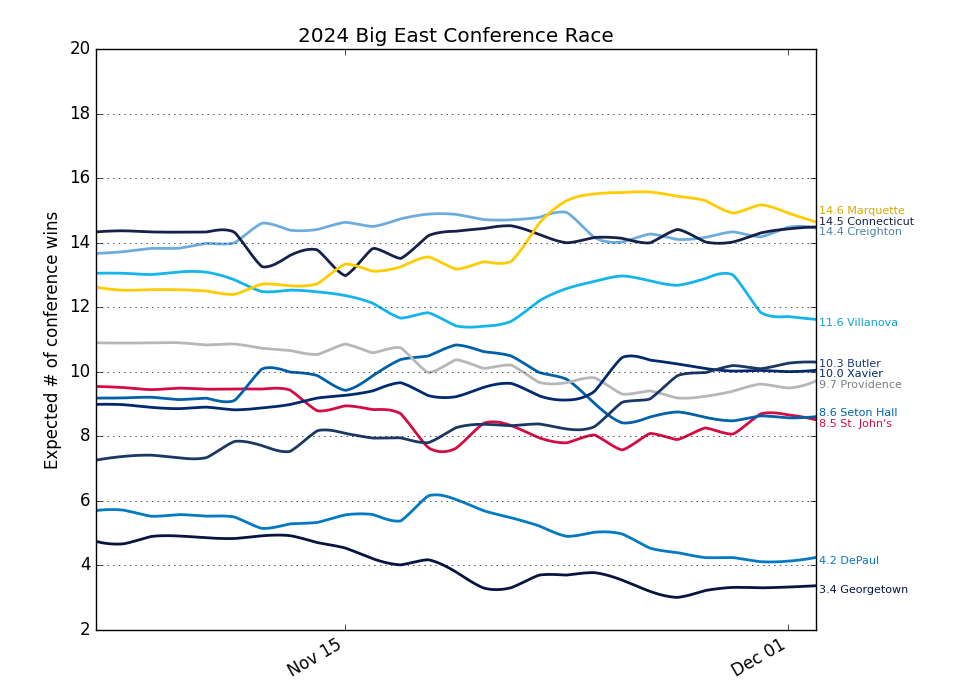 2024 Big East Conference Race
Expected # of conference wins
20
18
16
14
12
10
8
6
4
2
Nov 15
Dec 01
14.6 Marquette
14.5 Connecticut
14.4 Creighton
11.6 Villanova
10.3 Butler
10.0 Xavier
9.7 Providence
8.6 Seton Hall
8.5 St. John's
4.2 DePaul
3.4 Georgetown